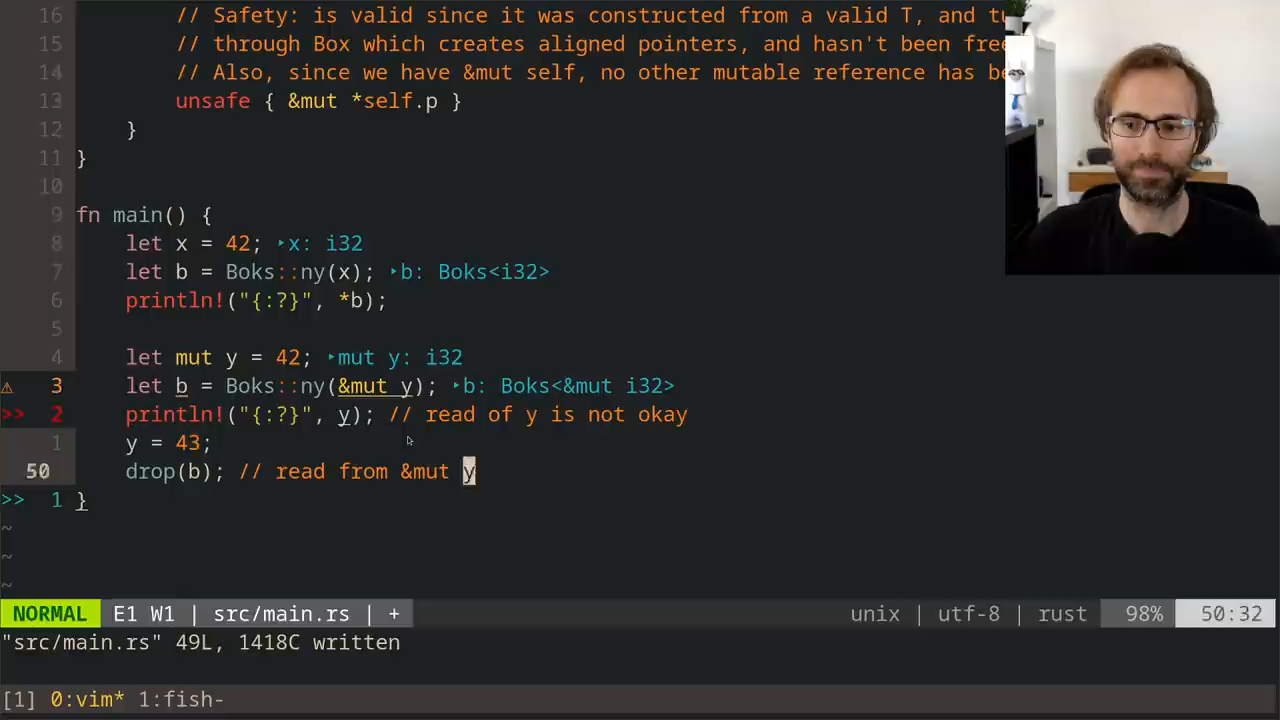 16 // Safety: is valid since it was constructed from a valid T, and
15 // through Box which creates aligned pointers, and hasn't been
14 // Also, since we have &mut self, no other mutable reference has
13 unsafe { &mut *self.p }
12 }
11 }
10
9 fn main() {
8 let x = 42; ‣x: i32
7 let b = Boks::ny(x); ‣b: Boks<i32>
6 println!("{:?}", *b);
5
4 let mut y = 42; ‣mut y: i32
⚠ 3 let b = Boks::ny(&mut y); ‣b: Boks<&mut i32>
>> 2 println!("{:?}", y); // read of y is not okay
1 y = 43;
50 drop(b); // read from &mut y
>> 1 }
~
~
~
NORMAL E1 W1 | src/main.rs | + unix | utf-8 | rust 98% 50:32
"src/main.rs" 49L, 1418C written
[1] 0:vim* 1:fish-